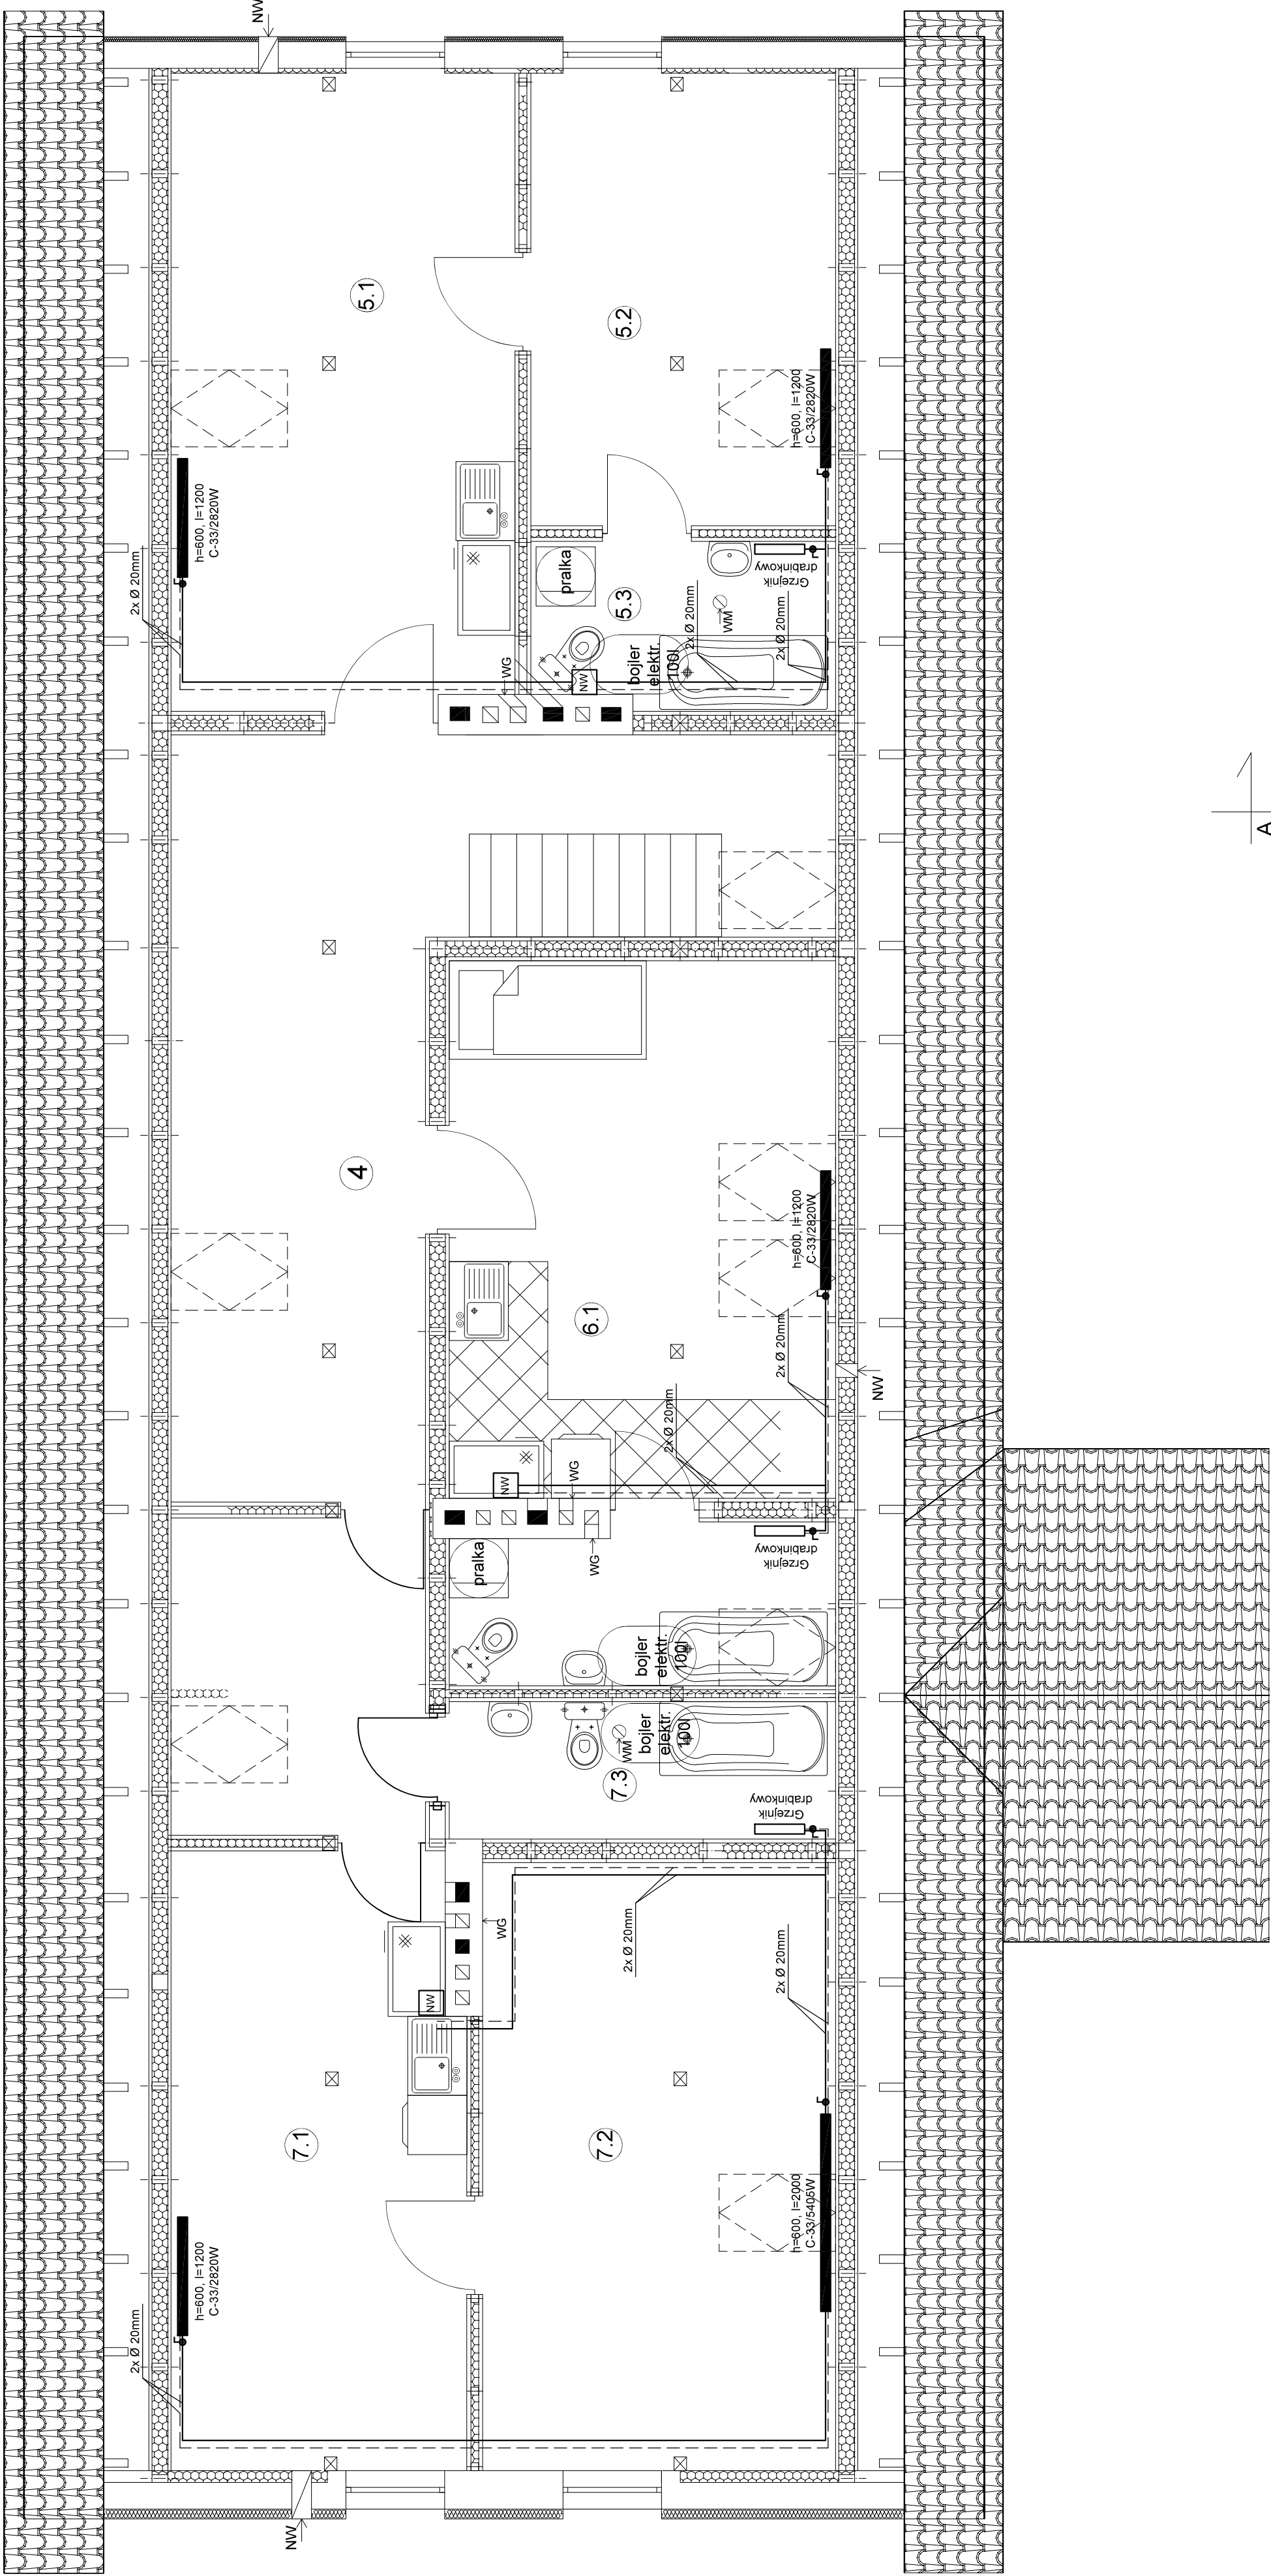 NW
5.1
5.2
h=600, l=1200
C-33/2820W
h=600, l=1200
C-33/2820W
2x Ø 20mm
pralka
5.3
Grzejnik
drabinkowy
WM
2x Ø 20mm
2x Ø 20mm
bojler
elektr.
100l
WG
NW
A
4
h=600, l=1200
C-33/2820W
6.1
2x Ø 20mm
NW
2x Ø 20mm
WG
NW
WG
pralka
Grzejnik
drabinkowy
bojler
elektr.
100l
WM
bojler
elektr.
100l
7.3
Grzejnik
drabinkowy
WG
2x Ø 20mm
2x Ø 20mm
NW
7.1
7.2
h=600, l=2000
C-33/5405W
h=600, l=1200
C-33/2820W
2x Ø 20mm
NW